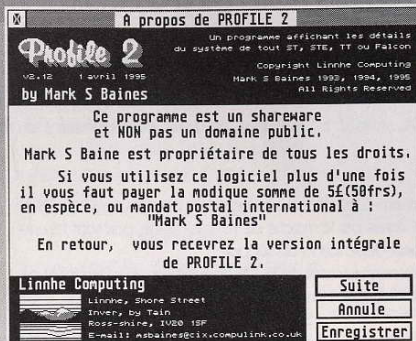 A propos de PROFILE 2
Profile 2
Un programme affichant les détails
du système de tout ST, STE, TT ou Falcon
v2.12 1 avril 1995
Copyright Linnhe Computing
Mark S Baines 1993, 1994, 1995
All Rights Reserved
by Mark S Baines
Ce programme est un shareware
et NON pas un domaine public.
Mark S Baine est propriétaire de tous les droits.
Si vous utilisez ce logiciel plus d'une fois
il vous faut payer la modique somme de 5£(50frs),
en espèce, ou mandat postal international à :
"Mark S Baines"
En retour, vous recevrez la version intégrale
de PROFILE 2.
Linnhe Computing
Linnhe, Shore Street
Inver, by Tain
Ross-shire, IV20 1SF
E-mail: msbaines@cix.compulink.co.uk
Suite
Annule
Enregistrer